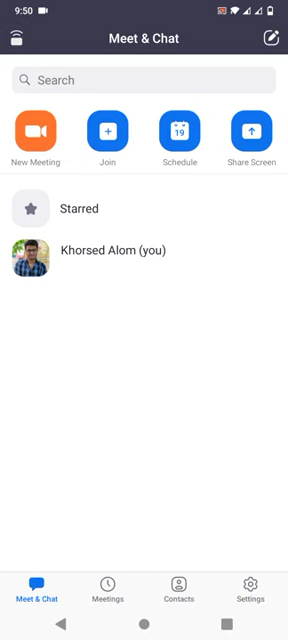 9:50
Meet & Chat
Search
19
New Meeting
Join
Schedule
Share Screen
Starred
Khorsed Alom (you)
Meet & Chat
Meetings
Contacts
Settings